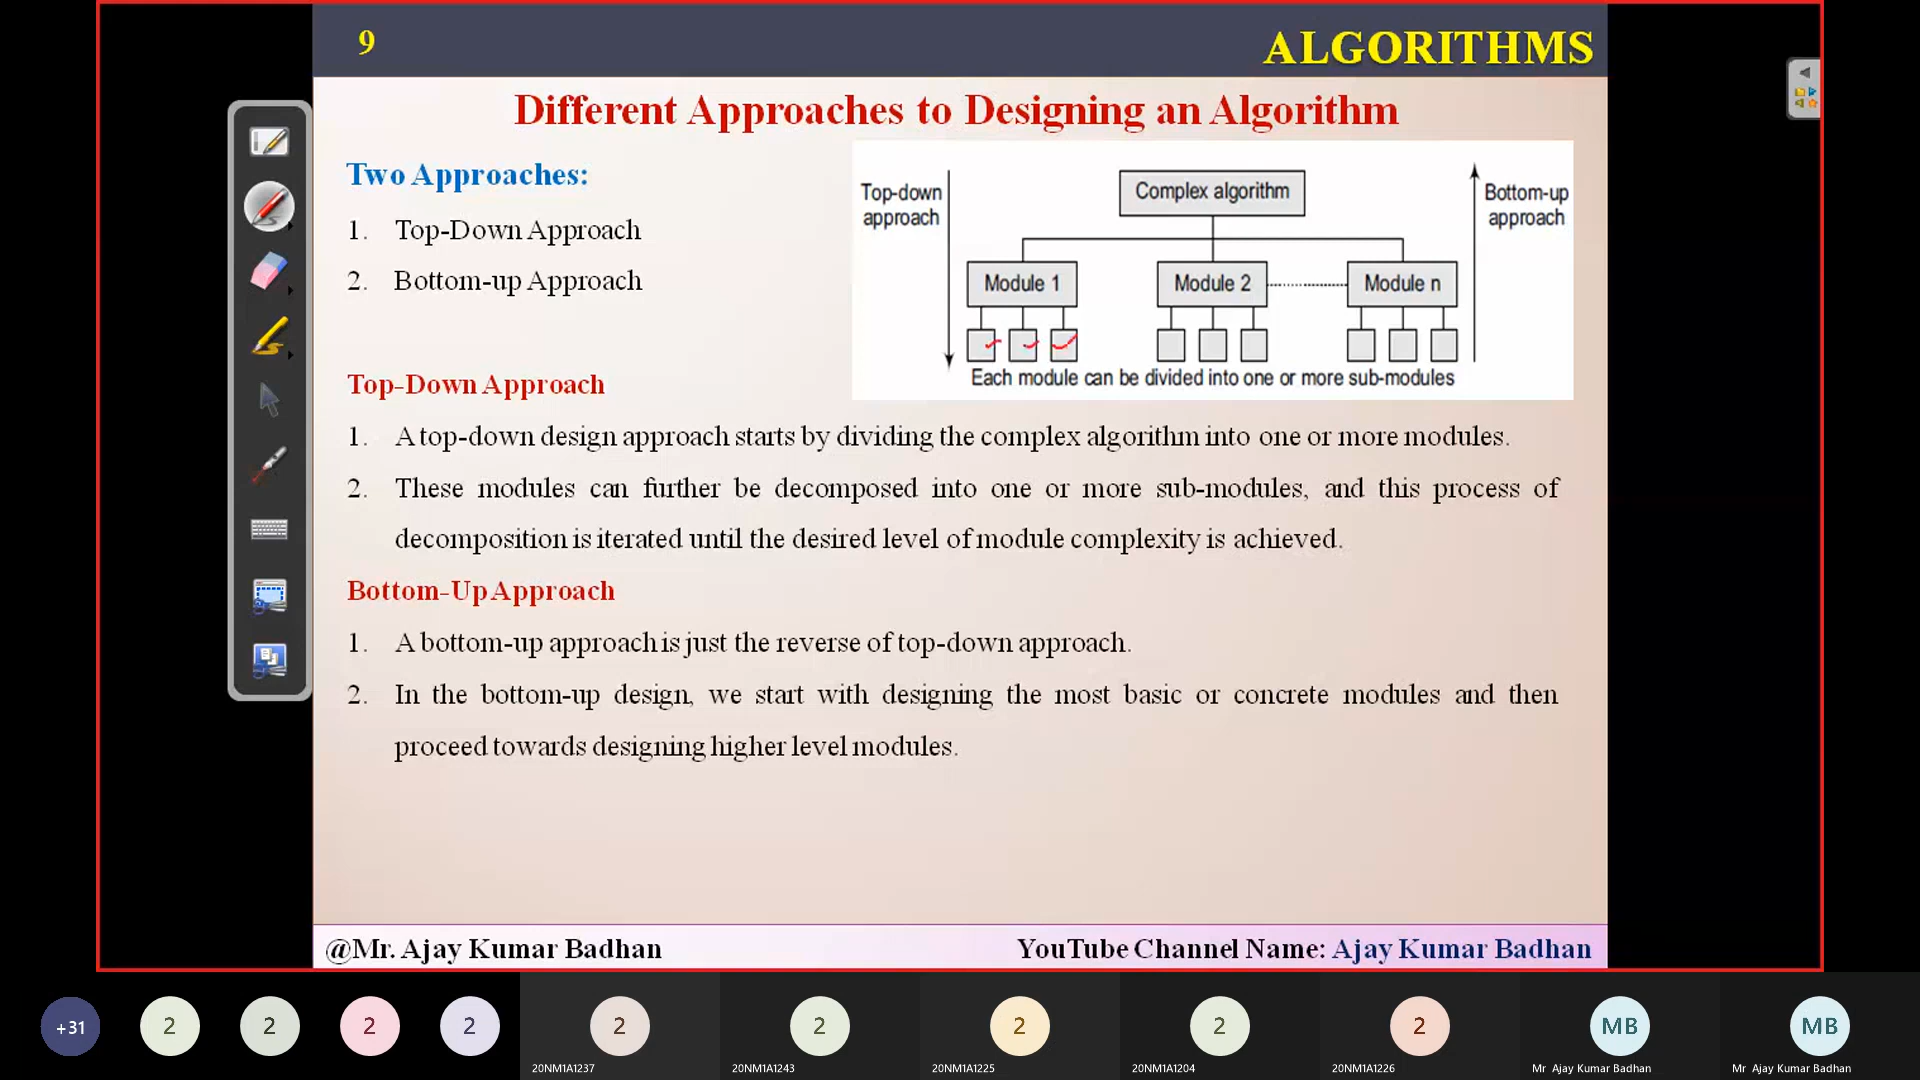 9
ALGORITHMS
Different Approaches to Designing an Algorithm
Two Approaches:
1. Top-Down Approach
2. Bottom-up Approach
Top-down
approach
Complex algorithm
Bottom-up
approach
Module 1
Module 2
Module n
Each module can be divided into one or more sub-modules
Top-Down Approach
1. A top-down design approach starts by dividing the complex algorithm into one or more modules.
2. These modules can further be decomposed into one or more sub-modules, and this process of
decomposition is iterated until the desired level of module complexity is achieved.
Bottom-Up Approach
1. A bottom-up approach is just the reverse of top-down approach.
2. In the bottom-up design, we start with designing the most basic or concrete modules and then
proceed towards designing higher level modules.
@Mr. Ajay Kumar Badhan
YouTube Channel Name: Ajay Kumar Badhan
+31 2 2 2 2 2 2 2 2 2 MB MB
20NM1A1237 20NM1A1243 20NM1A1225 20NM1A1204 20NM1A1226 Mr Ajay Kumar Badhan Mr Ajay Kumar Badhan